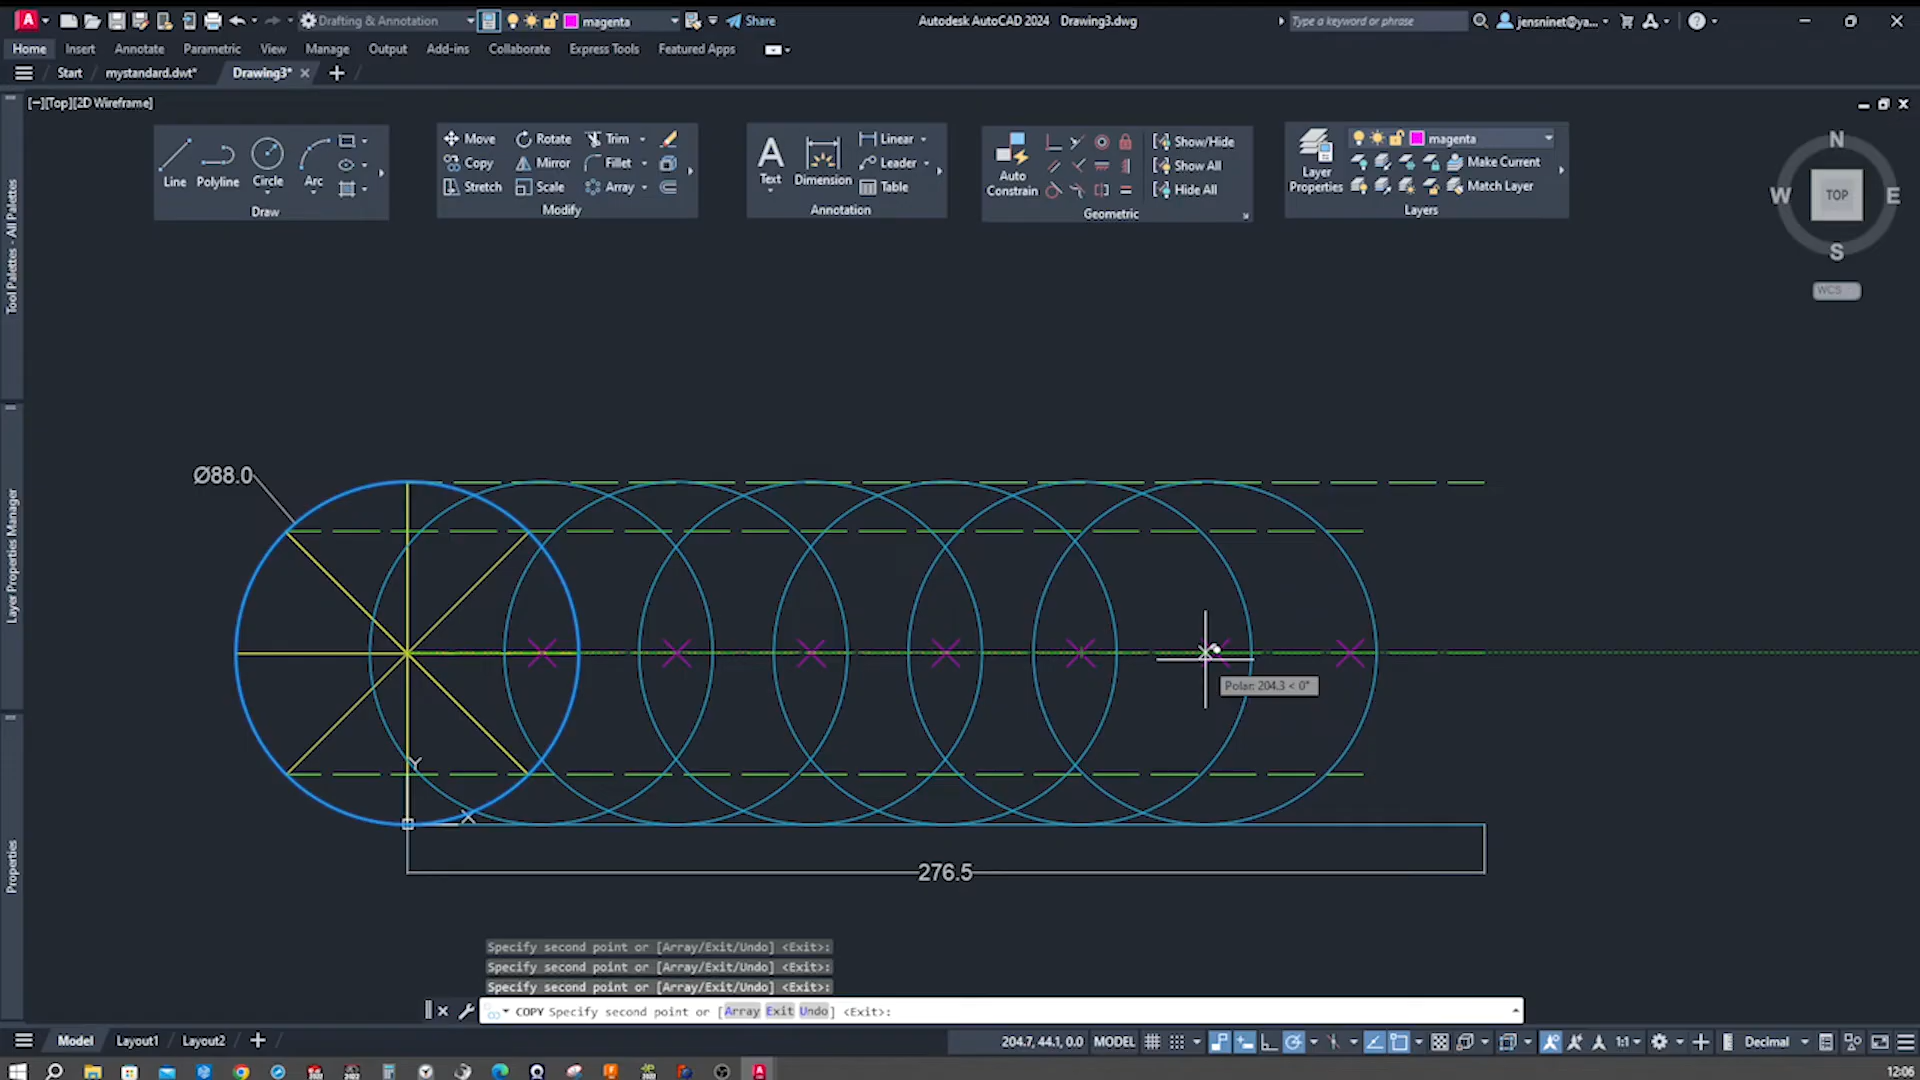 Drafting & Annotation
magenta
Share
Autodesk AutoCAD 2024 Drawing3.dwg
Type a keyword or phrase
jensninet@ya...
Home Insert Annotate Parametric View Manage Output Add-ins Collaborate Express Tools Featured Apps
Start mystandard.dwt* Drawing3*
[−][Top][2D Wireframe]
Line Polyline Circle Arc
Draw
Move Rotate Trim
Copy Mirror Fillet
Stretch Scale Array
Modify
Text Dimension
Linear
Leader
Table
Annotation
Auto Constrain
Show/Hide
Show All
Hide All
Geometric
Layer Properties
magenta
Make Current
Match Layer
Layers
N
W TOP E
S
WCS
Tool Palettes - All Palettes
Layer Properties Manager
Properties
Ø88.0
Polar: 204.3 < 0°
Y
X
276.5
Specify second point or [Array/Exit/Undo] <Exit>:
Specify second point or [Array/Exit/Undo] <Exit>:
Specify second point or [Array/Exit/Undo] <Exit>:
COPY Specify second point or [Array Exit Undo] <Exit>:
Model Layout1 Layout2
204.7, 44.1, 0.0 MODEL 1:1 Decimal
12:06